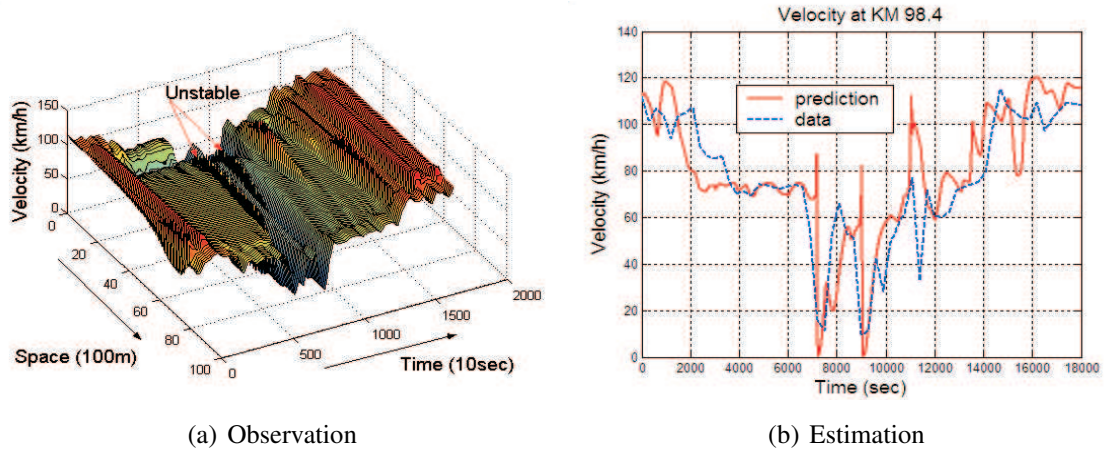 Unstable
Velocity (km/h)
150
100
50
0
0
20
40
60
80
100
Space (100m)
0
500
1000
1500
2000
Time (10sec)
(a) Observation
Velocity at KM 98.4
prediction
data
Velocity (km/h)
140
120
100
80
60
40
20
0
0 2000 4000 6000 8000 10000 12000 14000 16000 18000
Time (sec)
(b) Estimation